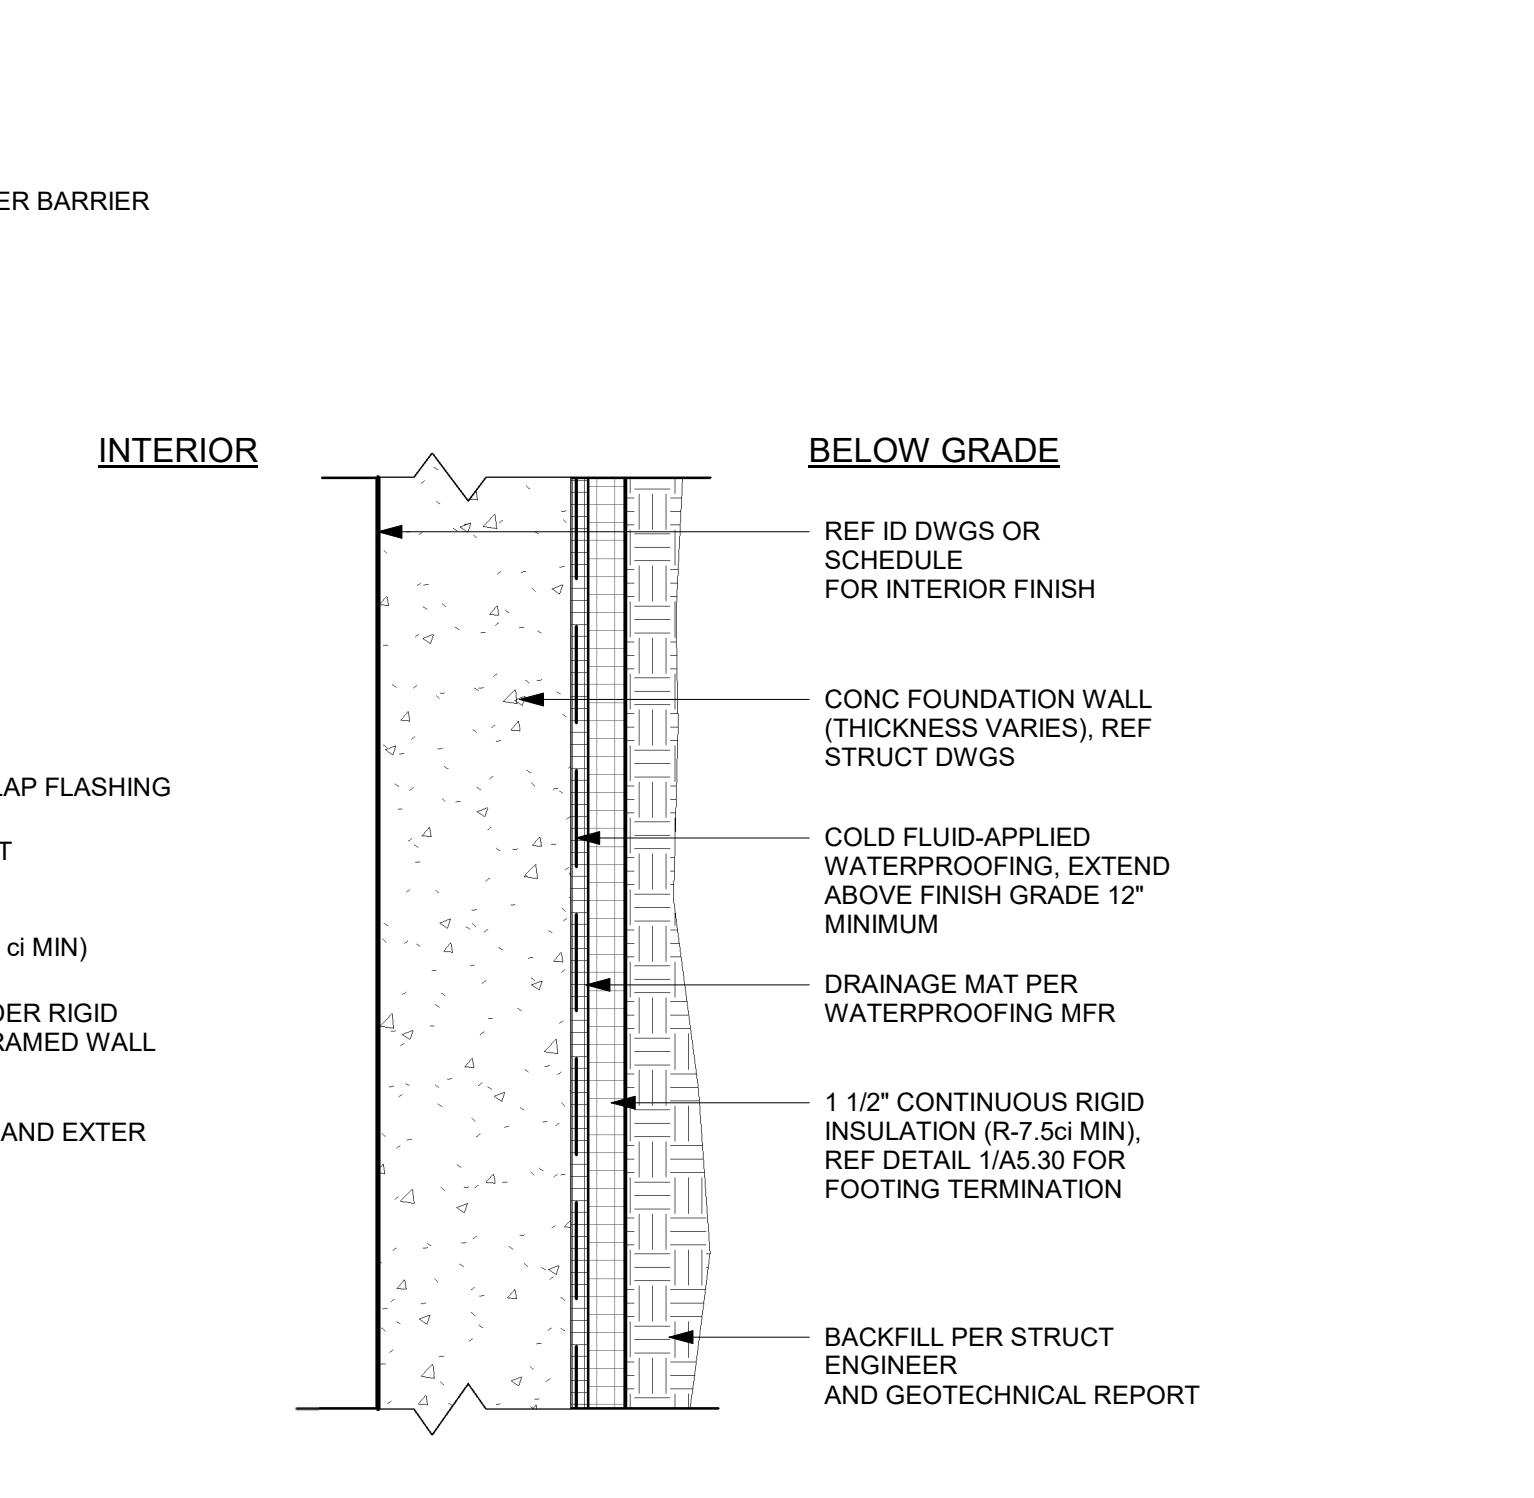 ER BARRIER
LAP FLASHING
T
ci MIN)
DER RIGID
RAMED WALL
AND EXTER
INTERIOR
BELOW GRADE
REF ID DWGS OR
SCHEDULE
FOR INTERIOR FINISH
CONC FOUNDATION WALL
(THICKNESS VARIES), REF
STRUCT DWGS
COLD FLUID-APPLIED
WATERPROOFING, EXTEND
ABOVE FINISH GRADE 12"
MINIMUM
DRAINAGE MAT PER
WATERPROOFING MFR
1 1/2" CONTINUOUS RIGID
INSULATION (R-7.5ci MIN),
REF DETAIL 1/A5.30 FOR
FOOTING TERMINATION
BACKFILL PER STRUCT
ENGINEER
AND GEOTECHNICAL REPORT